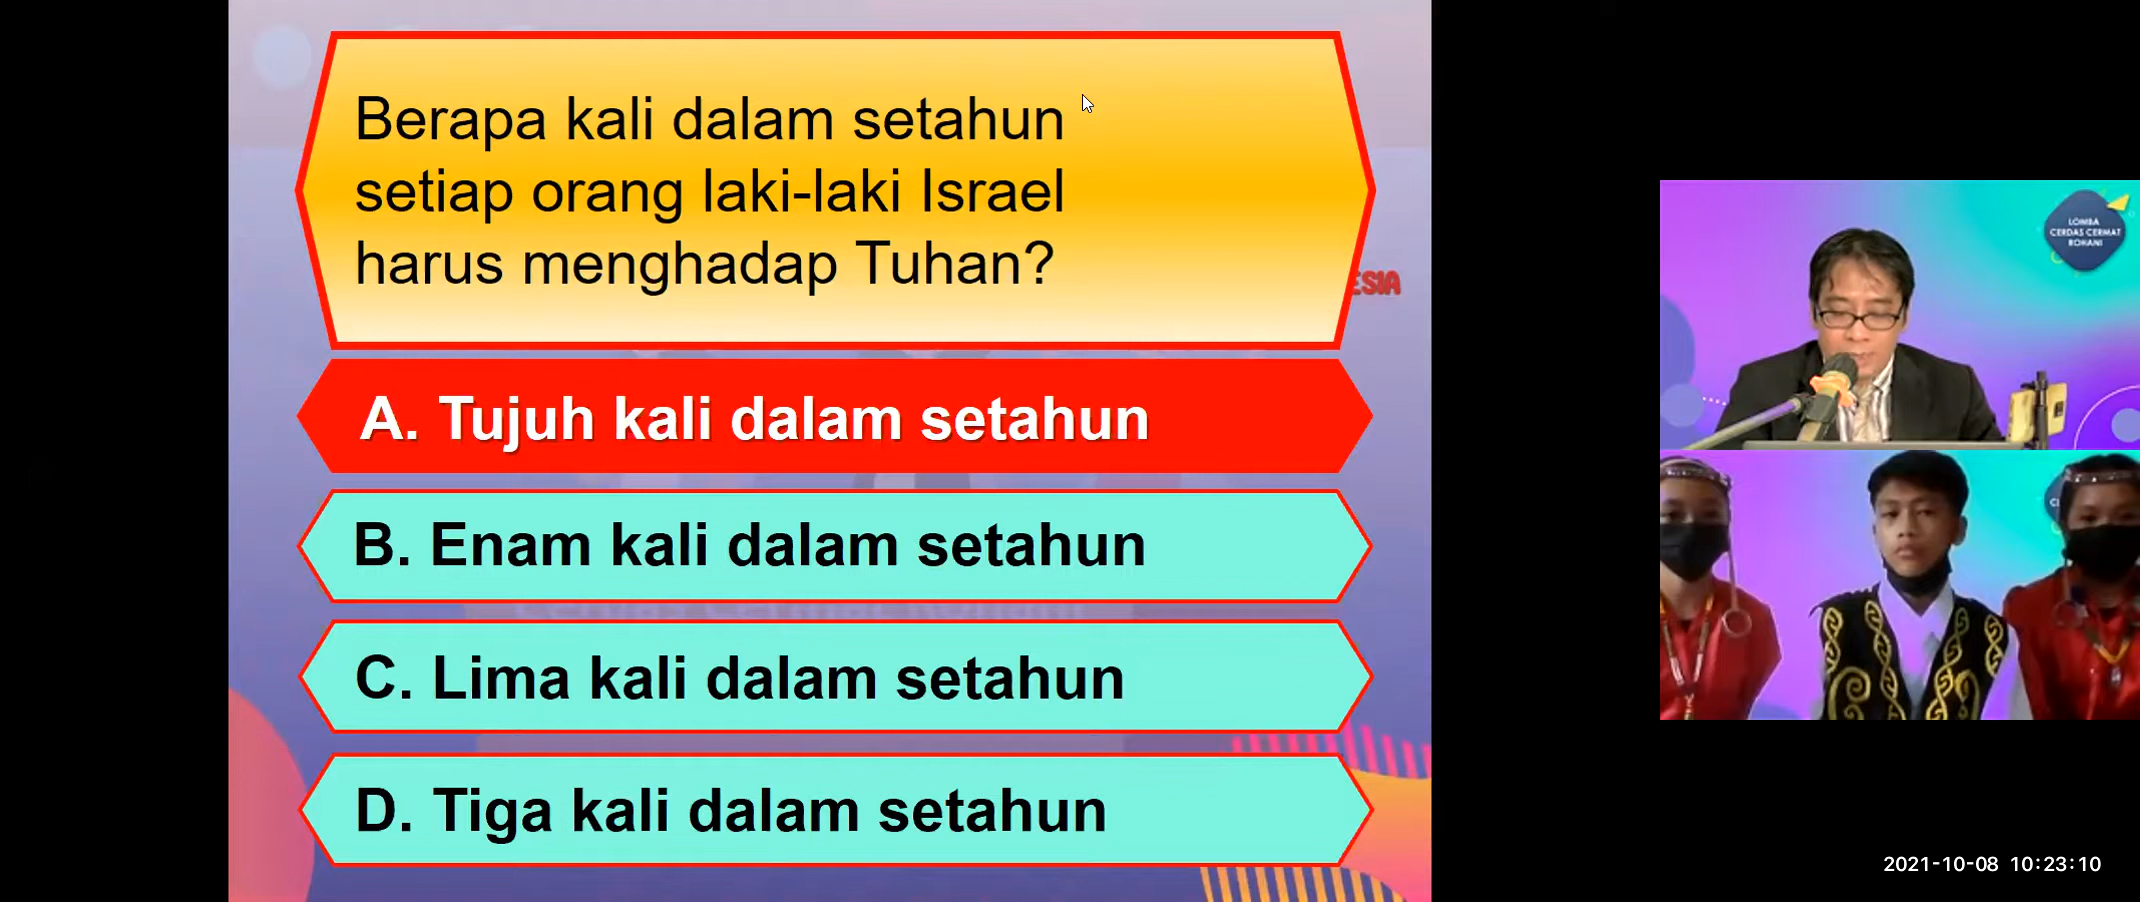 Berapa kali dalam setahun
setiap orang laki-laki Israel
harus menghadap Tuhan?
ESIA
A. Tujuh kali dalam setahun
B. Enam kali dalam setahun
C. Lima kali dalam setahun
D. Tiga kali dalam setahun
LOMBA
CERDAS CERMAT
ROHANI
2021-10-08 10:23:10